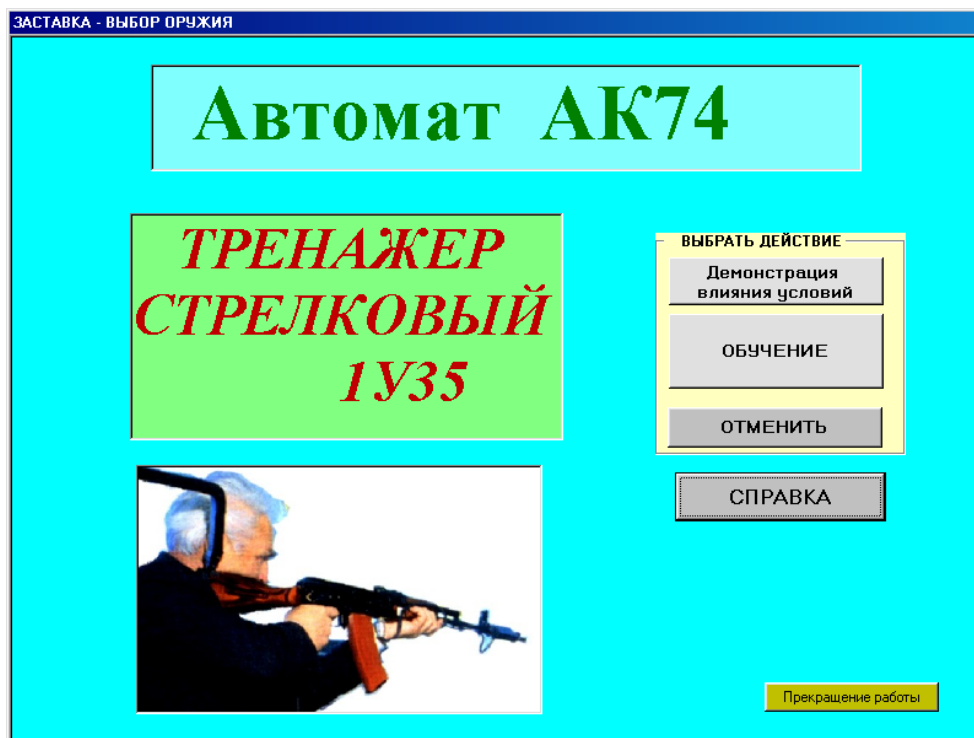 ЗАСТАВКА - ВЫБОР ОРУЖИЯ
Автомат АК74
ТРЕНАЖЕР
СТРЕЛКОВЫЙ
1У35
ВЫБРАТЬ ДЕЙСТВИЕ
Демонстрация
влияния условий
ОБУЧЕНИЕ
ОТМЕНИТЬ
СПРАВКА
Прекращение работы